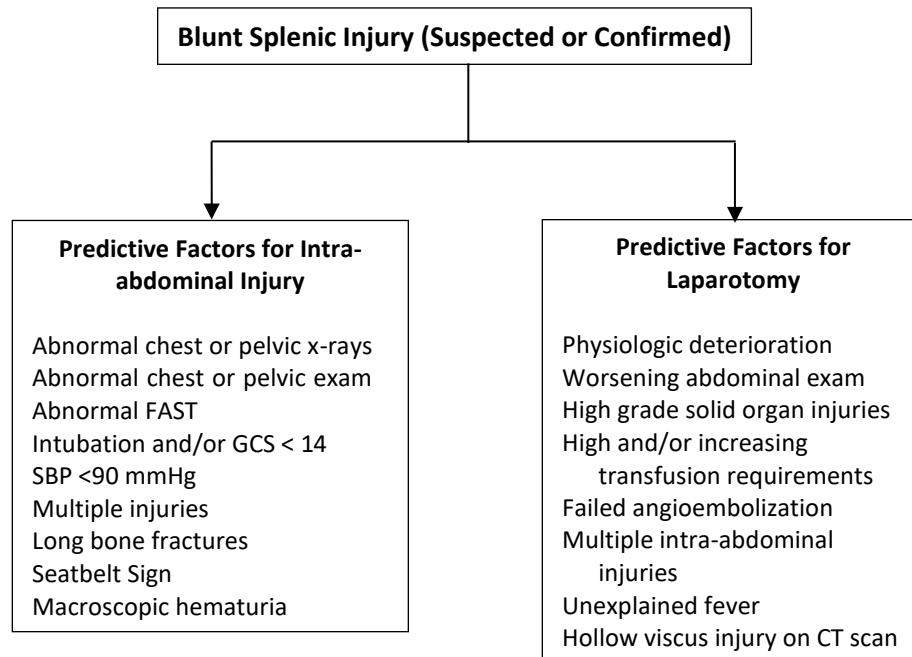 Blunt Splenic Injury (Suspected or Confirmed)
Predictive Factors for Intra-
abdominal Injury
Abnormal chest or pelvic x-rays
Abnormal chest or pelvic exam
Abnormal FAST
Intubation and/or GCS < 14
SBP <90 mmHg
Multiple injuries
Long bone fractures
Seatbelt Sign
Macroscopic hematuria
Predictive Factors for
Laparotomy
Physiologic deterioration
Worsening abdominal exam
High grade solid organ injuries
High and/or increasing
transfusion requirements
Failed angioembolization
Multiple intra-abdominal
injuries
Unexplained fever
Hollow viscus injury on CT scan